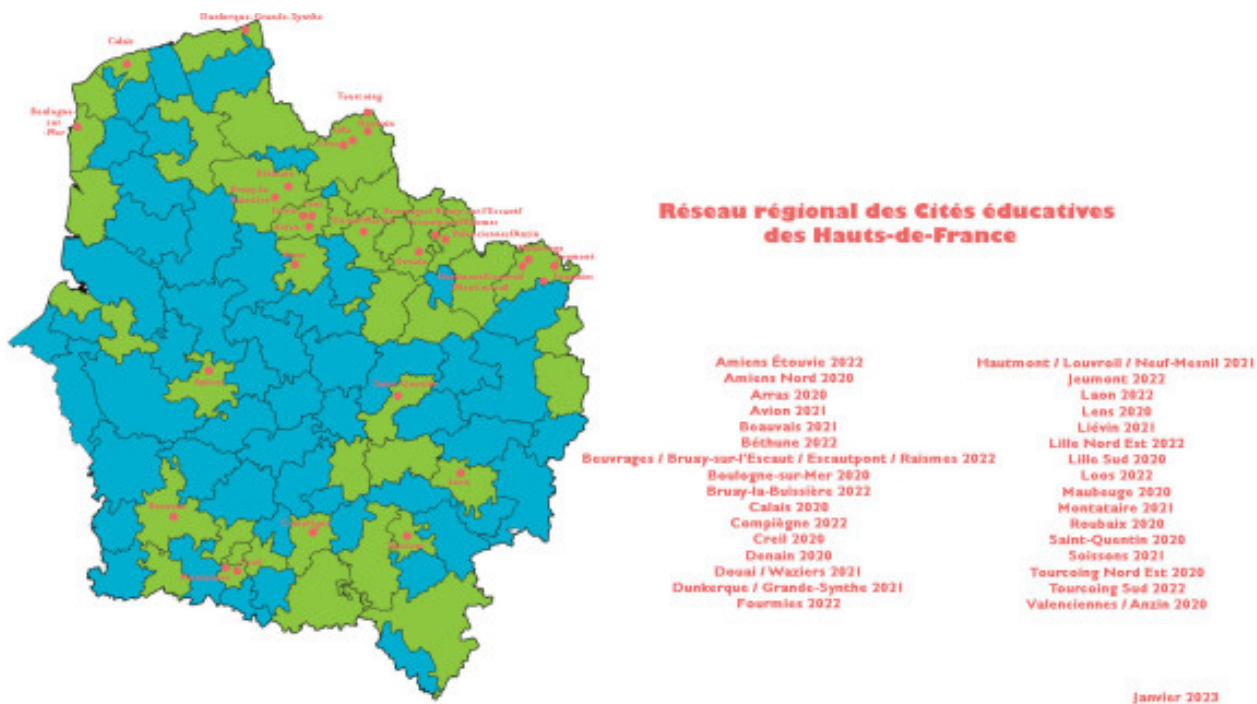 Dunkerque-Grande-Synthe
Calais
Tourcoing
Boulogne
sur
-Mer
Réseau régional des Cités éducatives
des Hauts-de-France
Amiens Étouvie 2022
Amiens Nord 2020
Arras 2020
Avion 2021
Beauvais 2021
Béthune 2022
Beuvrages / Bruay-sur-l'Escaut / Escautpont / Raismes 2022
Boulogne-sur-Mer 2020
Bruay-la-Buissière 2022
Calais 2020
Compiègne 2022
Creil 2020
Denain 2020
Douai / Waziers 2021
Dunkerque / Grande-Synthe 2021
Fourmies 2022
Hautmont / Louvroil / Neuf-Mesnil 2021
Jeumont 2022
Laon 2022
Lens 2020
Liévin 2021
Lille Nord Est 2022
Lille Sud 2020
Loos 2022
Maubeuge 2020
Montataire 2021
Roubaix 2020
Saint-Quentin 2020
Soissons 2021
Tourcoing Nord Est 2020
Tourcoing Sud 2022
Valenciennes / Anzin 2020
Janvier 2023